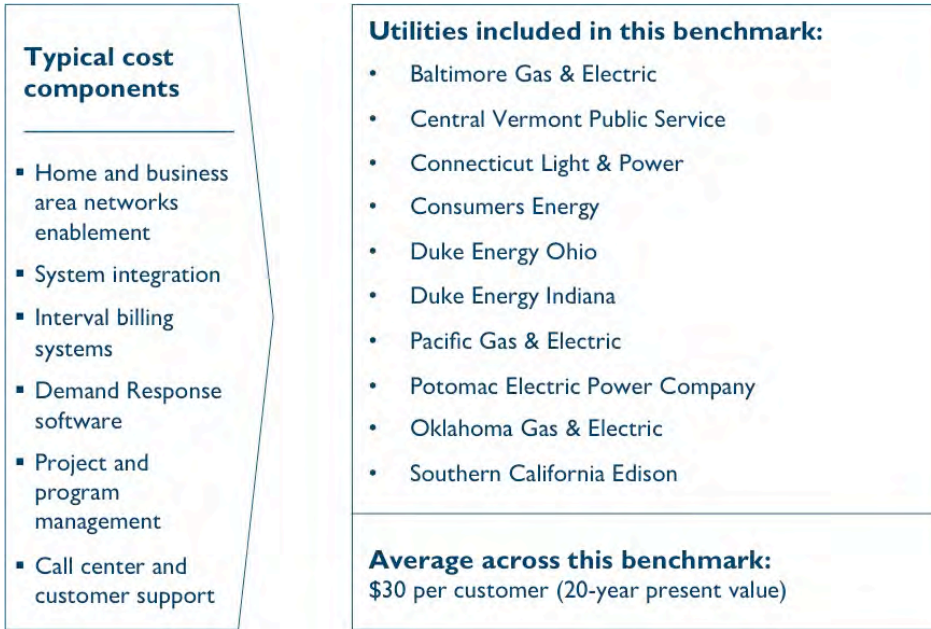 Typical cost
components
▪ Home and business
area networks
enablement
▪ System integration
▪ Interval billing
systems
▪ Demand Response
software
▪ Project and
program
management
▪ Call center and
customer support
Utilities included in this benchmark:
• Baltimore Gas & Electric
• Central Vermont Public Service
• Connecticut Light & Power
• Consumers Energy
• Duke Energy Ohio
• Duke Energy Indiana
• Pacific Gas & Electric
• Potomac Electric Power Company
• Oklahoma Gas & Electric
• Southern California Edison
Average across this benchmark:
$30 per customer (20-year present value)